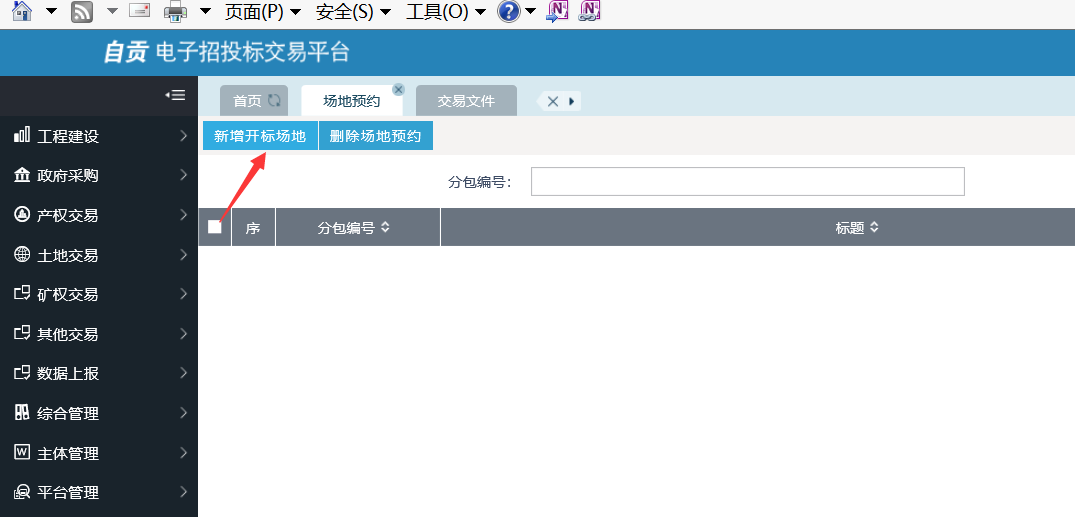 页面(P) 安全(S) 工具(O)
自贡 电子招投标交易平台
首页 场地预约 交易文件
新增开标场地 删除场地预约
分包编号：
序 分包编号 标题
工程建设
政府采购
产权交易
土地交易
矿权交易
其他交易
数据上报
综合管理
主体管理
平台管理